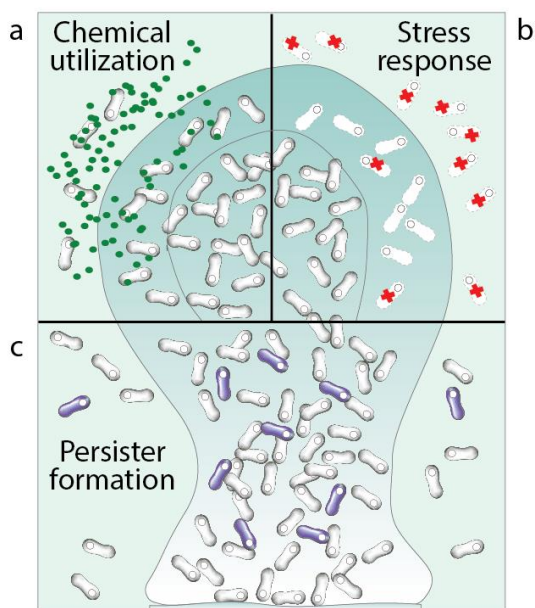 a
Chemical
utilization
Stress
response
b
c
Persister
formation